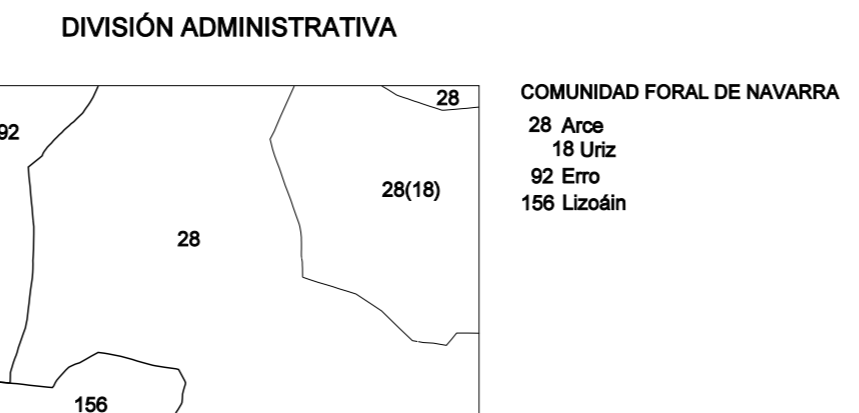 DIVISIÓN ADMINISTRATIVA
28
92
28(18)
28
156
COMUNIDAD FORAL DE NAVARRA
28 Arce
18 Uriz
92 Erro
156 Lizoáin